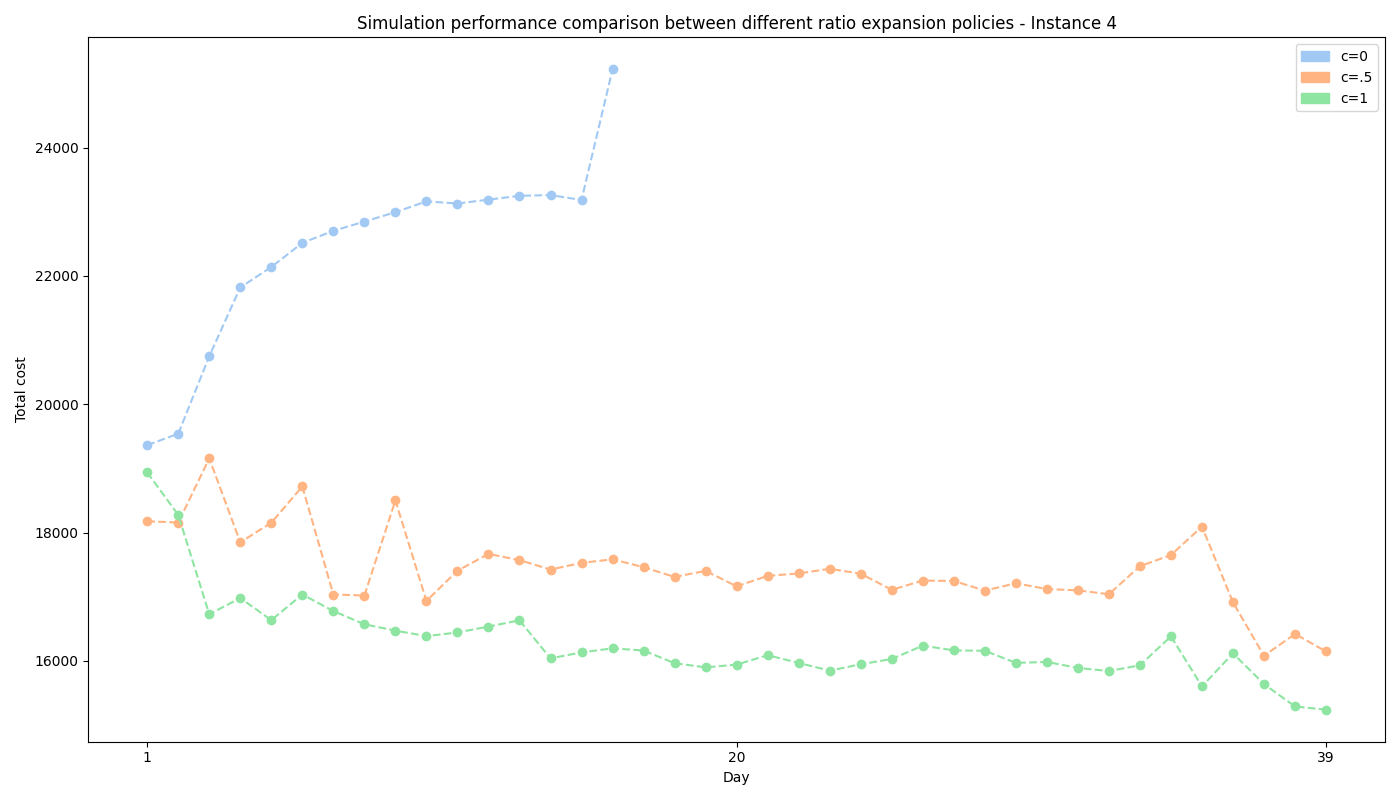 Simulation performance comparison between different ratio expansion policies - Instance 4
c=0
c=.5
c=1
Total cost
24000
22000
20000
18000
16000
1
20
39
Day